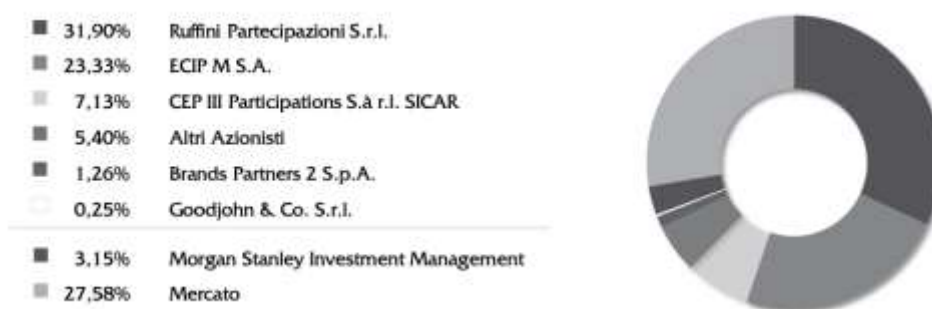 31,90% Ruffini Partecipazioni S.r.l.
23,33% ECIP M S.A.
7,13% CEP III Participations S.à r.l. SICAR
5,40% Altri Azionisti
1,26% Brands Partners 2 S.p.A.
0,25% Goodjohn & Co. S.r.l.
3,15% Morgan Stanley Investment Management
27,58% Mercato